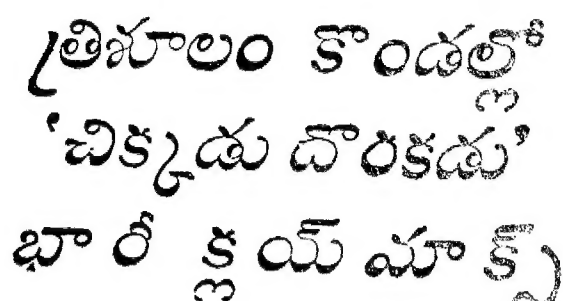 త్రిశూలం కొండల్లో
‘చిక్కడు దొరకడు’
భారీ క్లయ్ మాక్స్